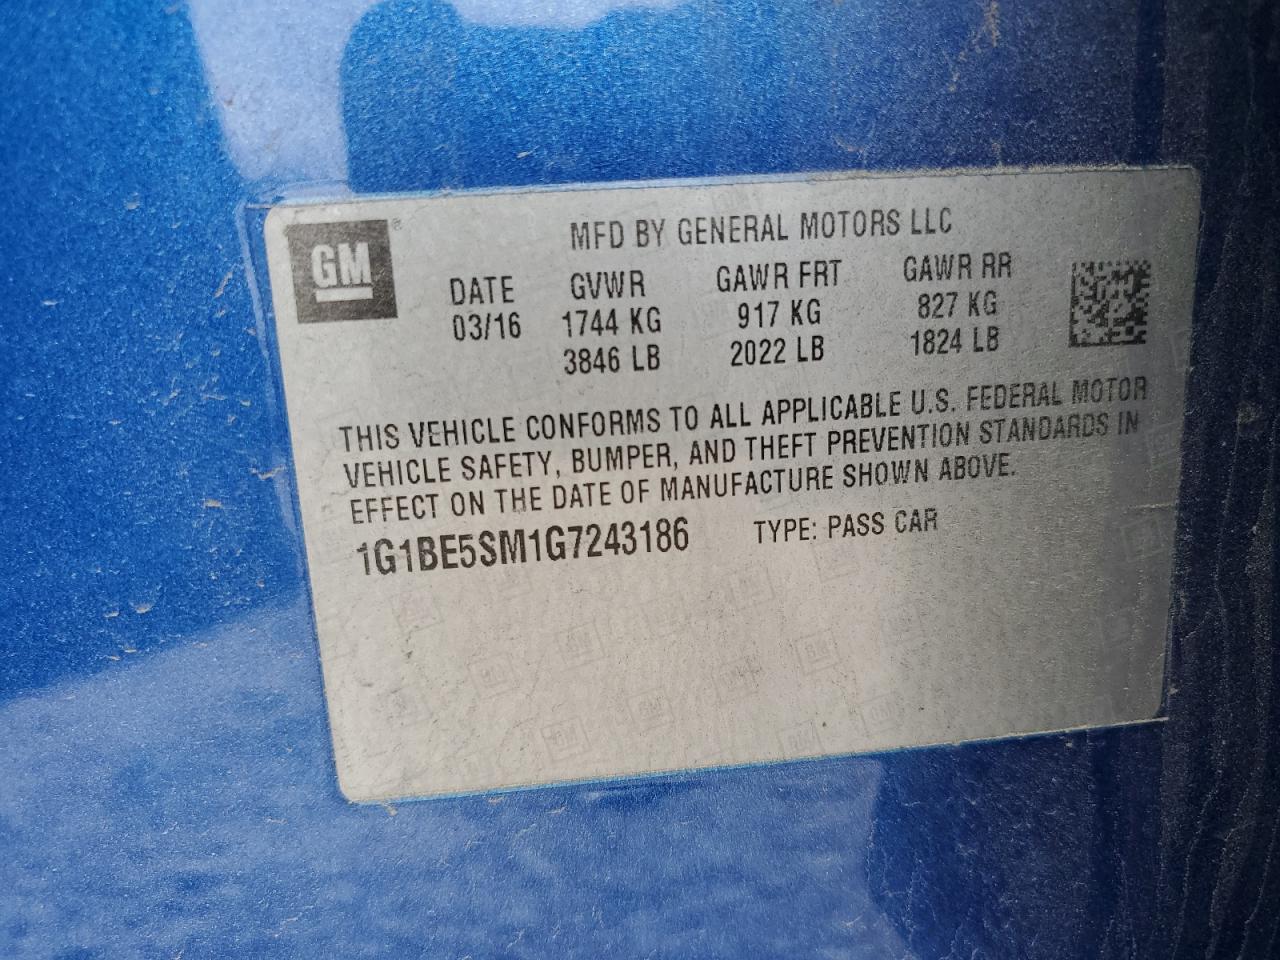 GM ®
MFD BY GENERAL MOTORS LLC
DATE GVWR GAWR FRT GAWR RR
03/16 1744 KG 917 KG 827 KG
3846 LB 2022 LB 1824 LB
THIS VEHICLE CONFORMS TO ALL APPLICABLE U.S. FEDERAL MOTOR
VEHICLE SAFETY, BUMPER, AND THEFT PREVENTION STANDARDS IN
EFFECT ON THE DATE OF MANUFACTURE SHOWN ABOVE.
1G1BE5SM1G7243186 TYPE: PASS CAR